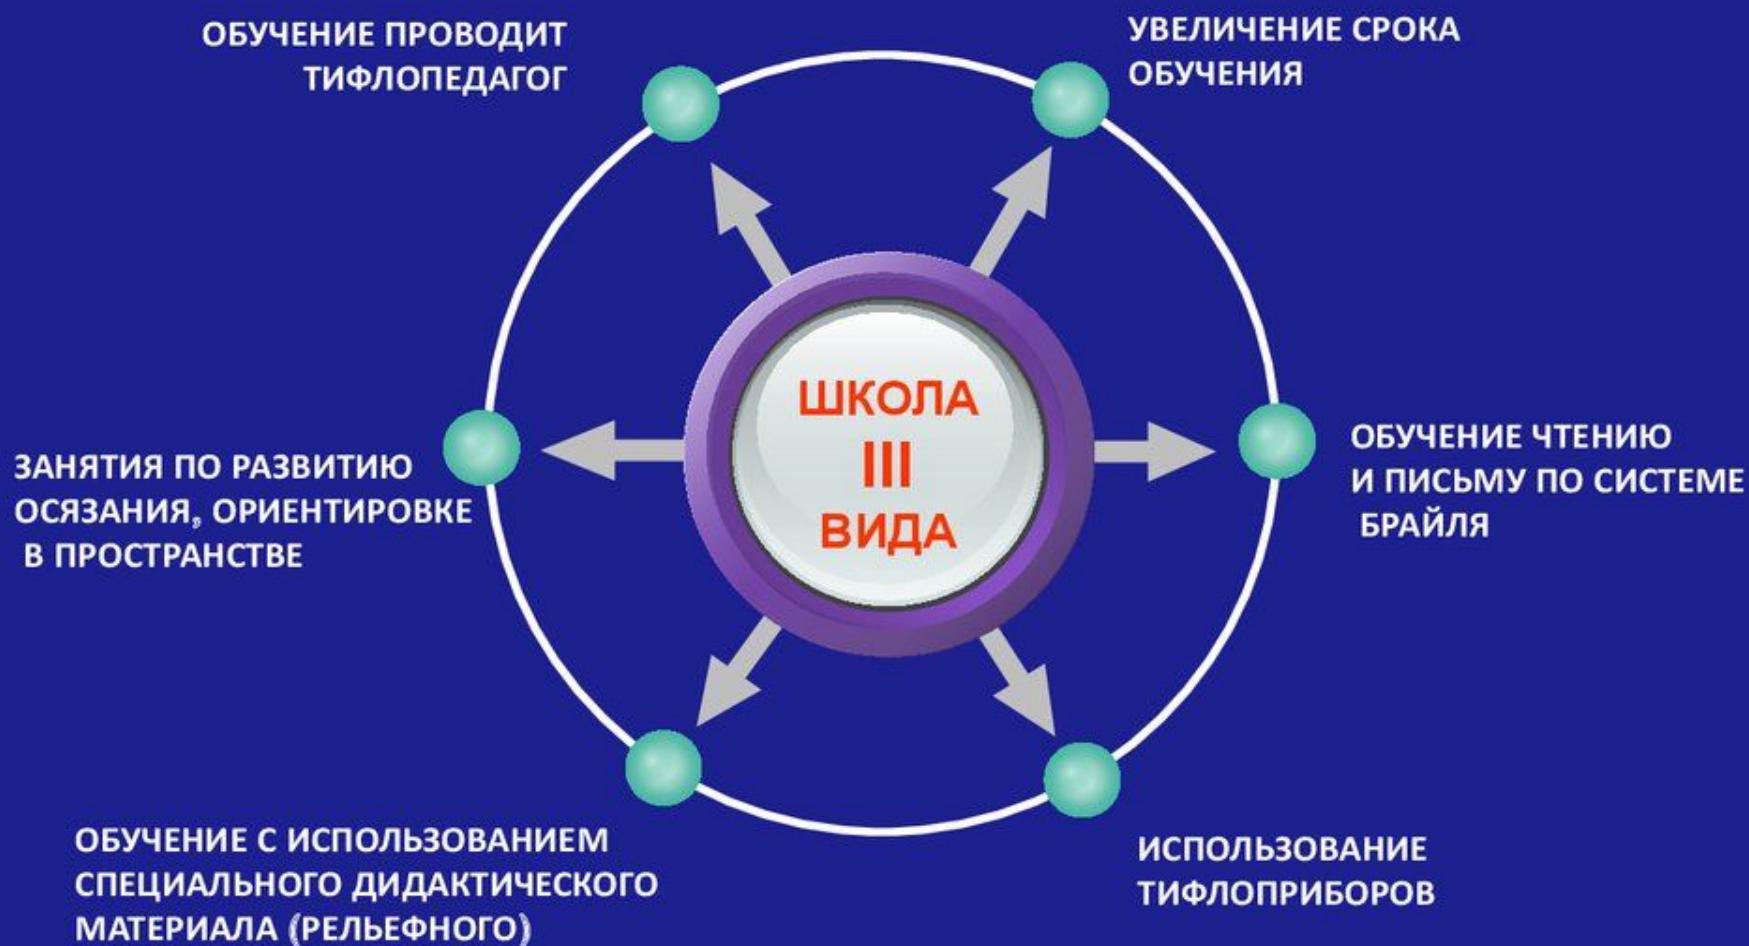 ОБУЧЕНИЕ ПРОВОДИТ
ТИФЛОПЕДАГОГ
УВЕЛИЧЕНИЕ СРОКА
ОБУЧЕНИЯ
ШКОЛА
III
ВИДА
ЗАНЯТИЯ ПО РАЗВИТИЮ
ОСЯЗАНИЯ, ОРИЕНТИРОВКЕ
В ПРОСТРАНСТВЕ
ОБУЧЕНИЕ ЧТЕНИЮ
И ПИСЬМУ ПО СИСТЕМЕ
БРАЙЛЯ
ОБУЧЕНИЕ С ИСПОЛЬЗОВАНИЕМ
СПЕЦИАЛЬНОГО ДИДАКТИЧЕСКОГО
МАТЕРИАЛА (РЕЛЬЕФНОГО)
ИСПОЛЬЗОВАНИЕ
ТИФЛОПРИБОРОВ